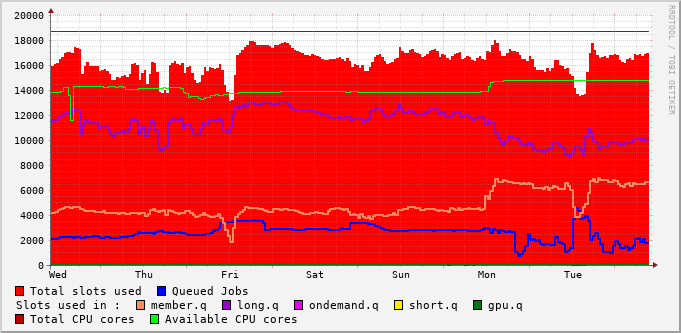 20000
18000
16000
14000
12000
10000
8000
6000
4000
2000
0
Wed Thu Fri Sat Sun Mon Tue
Total slots used Queued Jobs
Slots used in : member.q long.q ondemand.q short.q gpu.q
Total CPU cores Available CPU cores
RRDTOOL / TOBI OETIKER